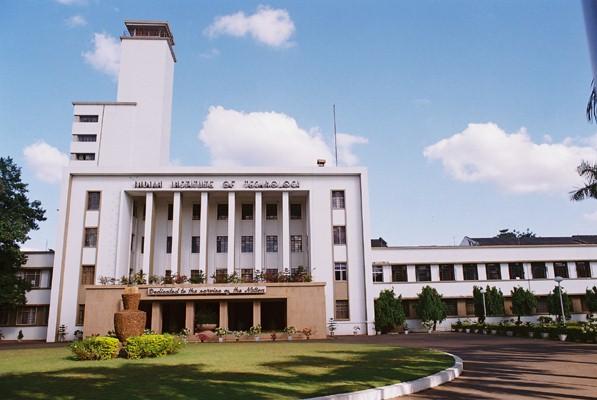 INDIAN INSTITUTE OF TECHNOLOGY
Dedicated to the service of the Nation